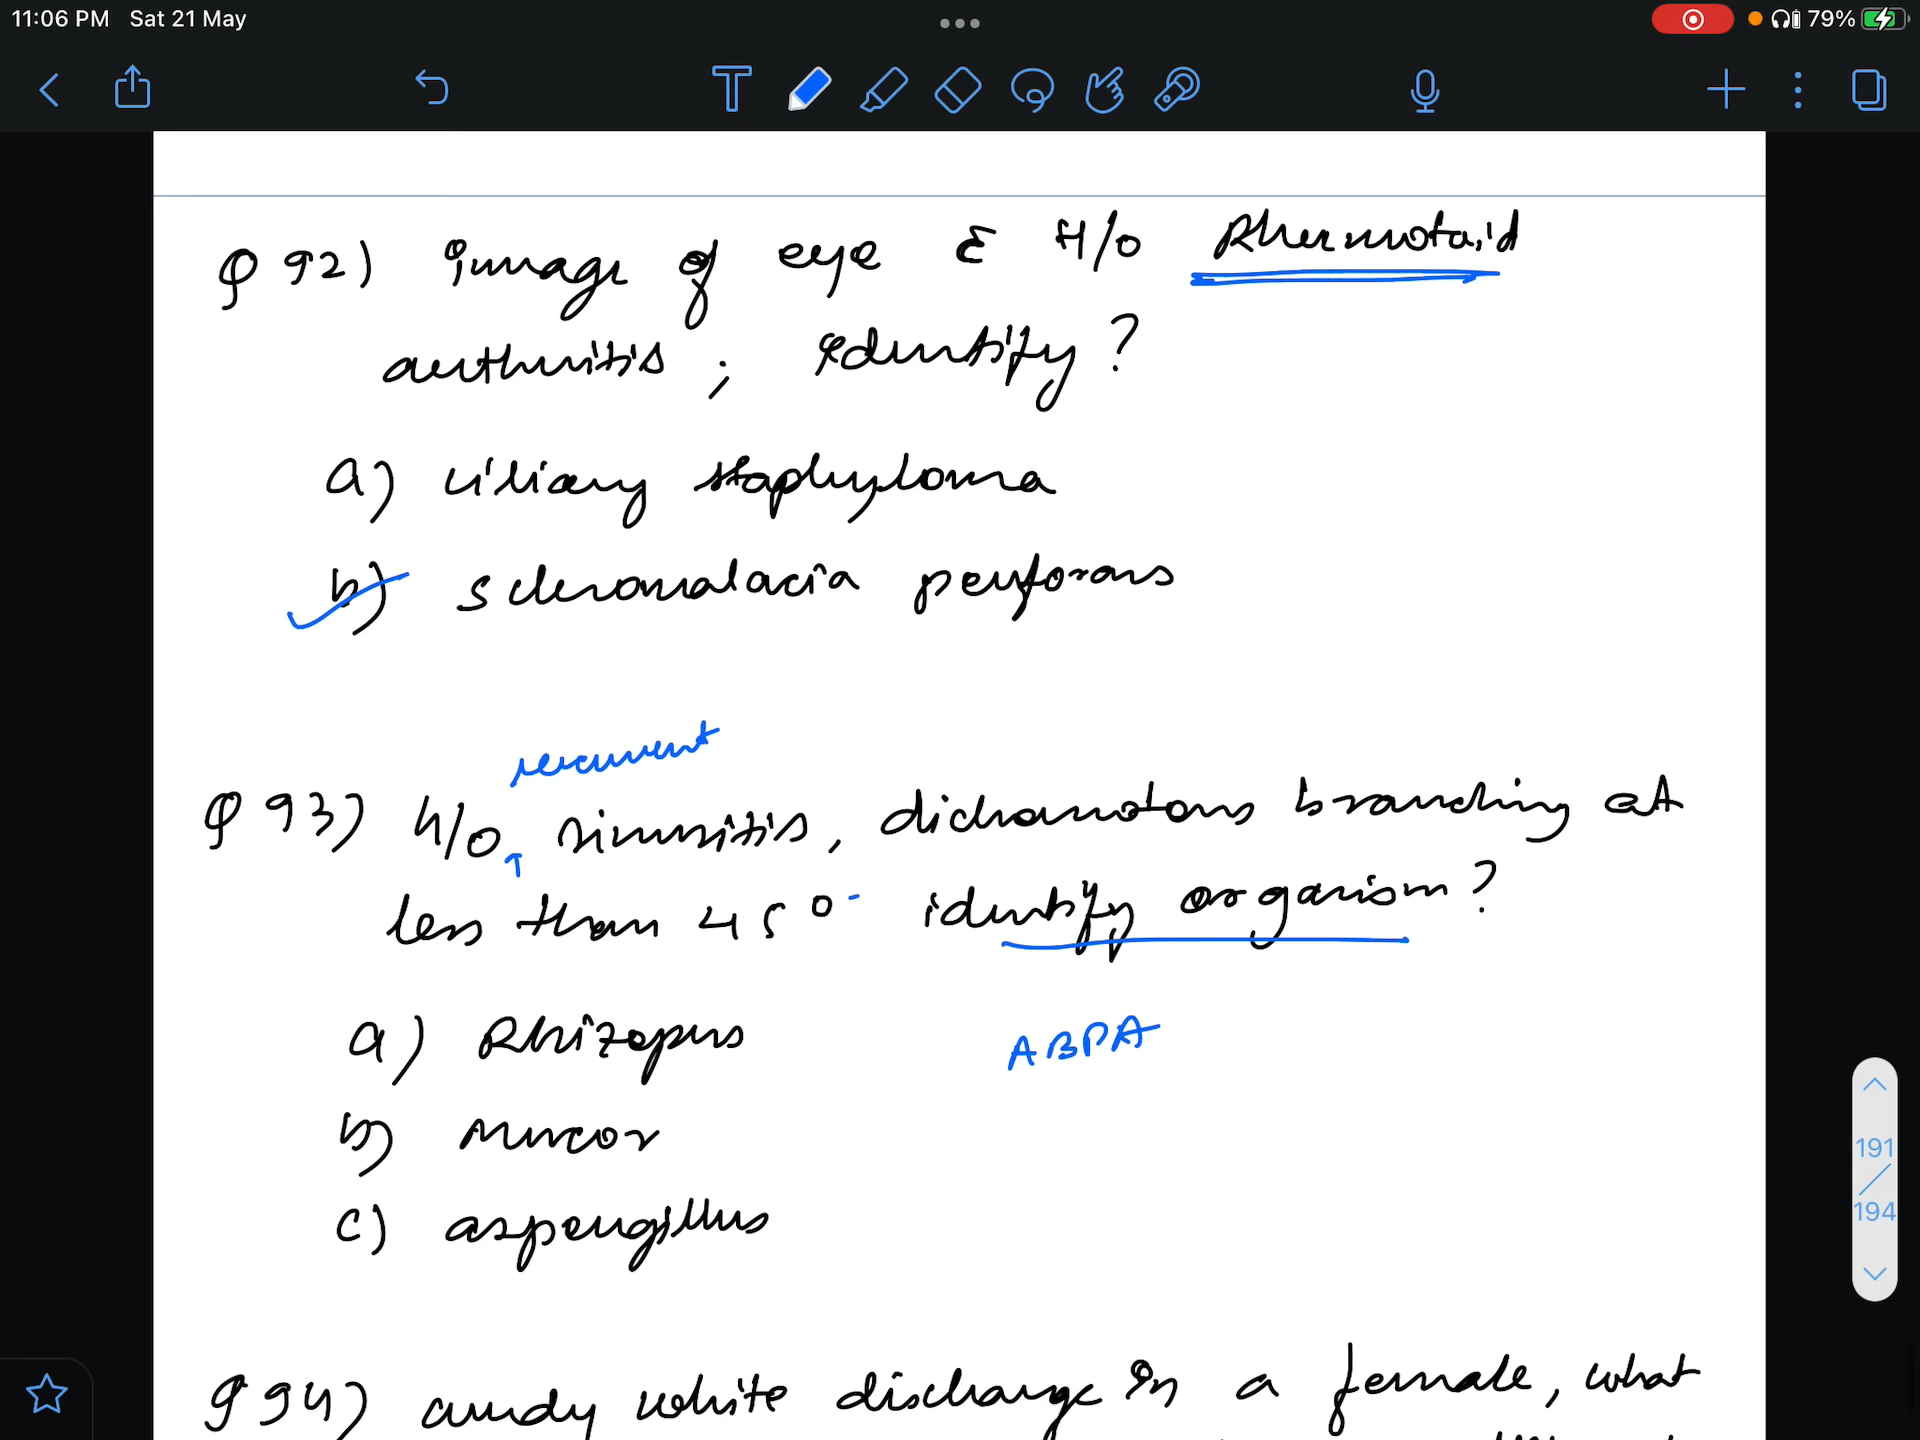 11:06 PM Sat 21 May
79%
Q 92) Image of eye c H/o Rheumotoid
arthritis ; Identify ?
a) ciliary staphyloma
b) scleromalacia perforans
recurrent
Q 93) H/o sinusitis, dichomotous branching at
less than 45° identify organism ?
a) Rhizopus
ABPA
b) Mucor
c) aspergillus
Q 94) curdy white discharge in a female, what
191
194